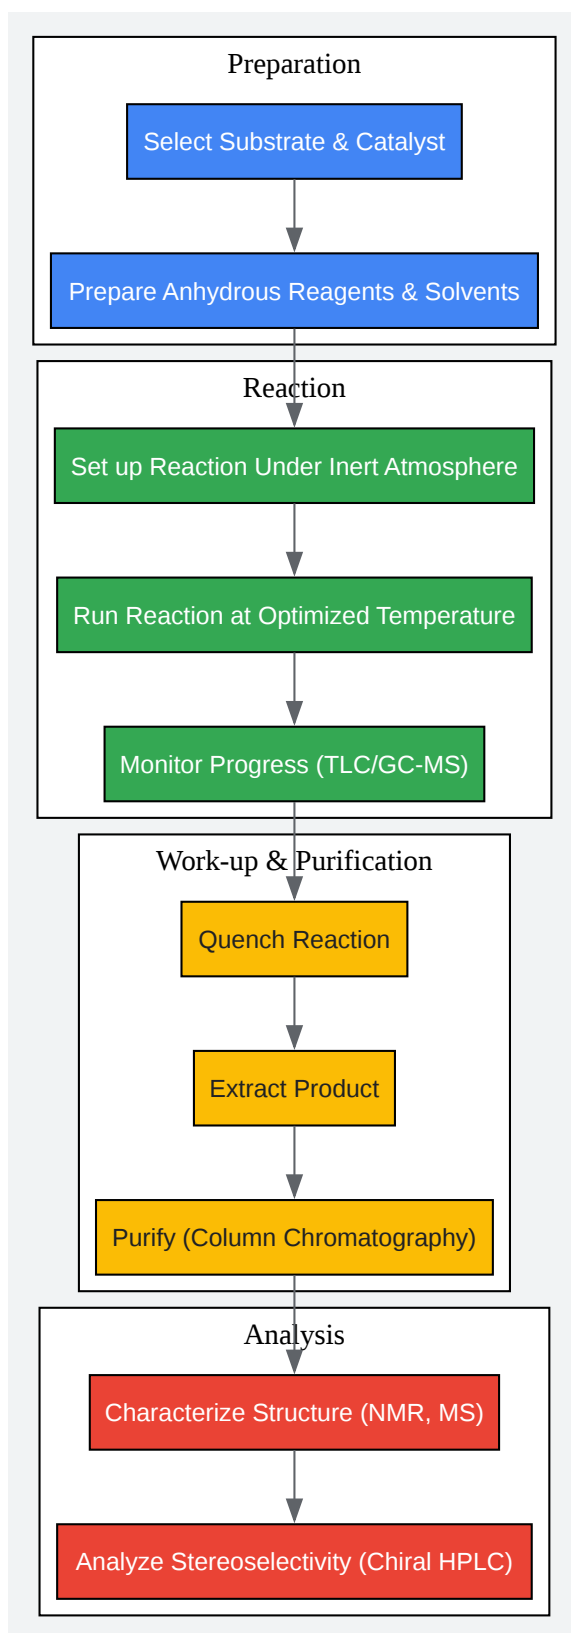 Preparation
Select Substrate & Catalyst
Prepare Anhydrous Reagents & Solvents
Reaction
Set up Reaction Under Inert Atmosphere
Run Reaction at Optimized Temperature
Monitor Progress (TLC/GC-MS)
Work-up & Purification
Quench Reaction
Extract Product
Purify (Column Chromatography)
Analysis
Characterize Structure (NMR, MS)
Analyze Stereoselectivity (Chiral HPLC)